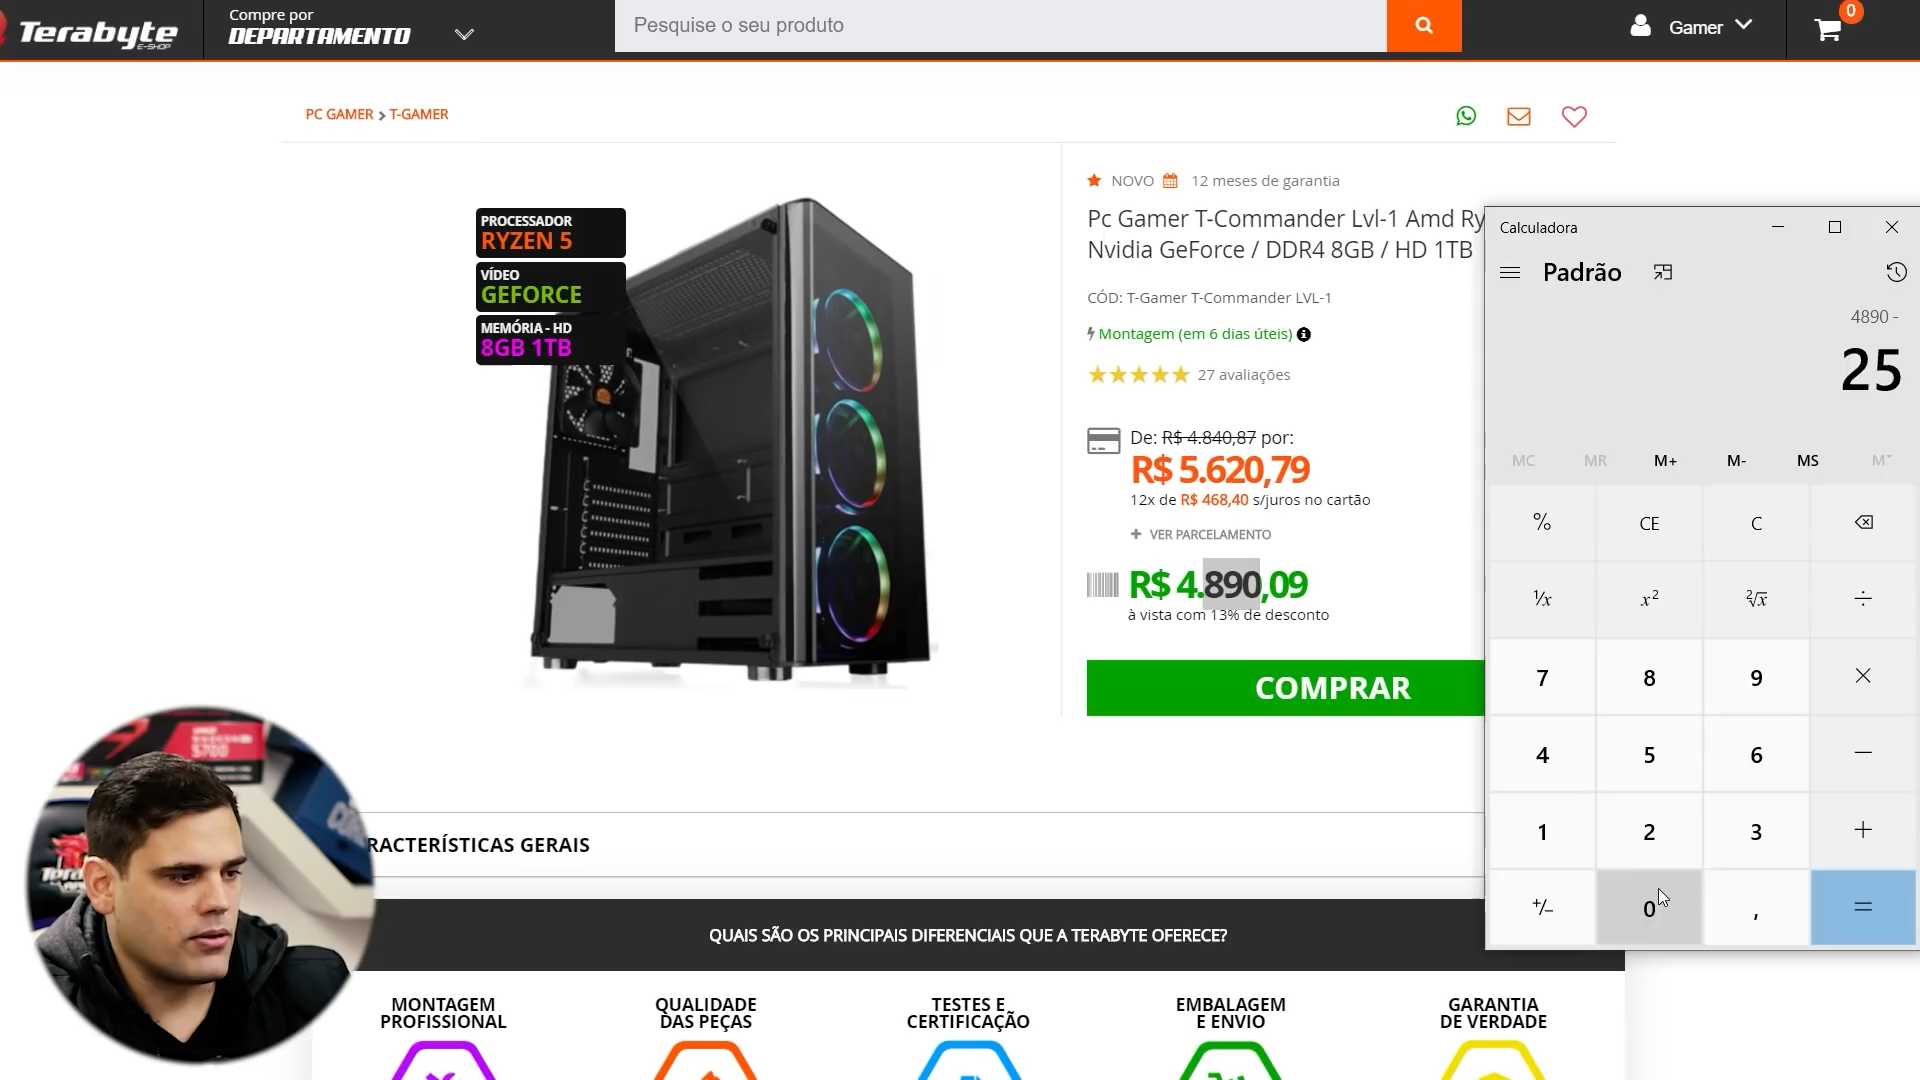 Terabyte
E-SHOP
Compre por
DEPARTAMENTO
Pesquise o seu produto
Gamer
0
PC GAMER > T-GAMER
PROCESSADOR
RYZEN 5
VÍDEO
GEFORCE
MEMÓRIA - HD
8GB 1TB
NOVO 12 meses de garantia
Pc Gamer T-Commander Lvl-1 Amd Ry
Nvidia GeForce / DDR4 8GB / HD 1TB
CÓD: T-Gamer T-Commander LVL-1
Montagem (em 6 dias úteis)
27 avaliações
De: R$ 4.840,87 por:
R$ 5.620,79
12x de R$ 468,40 s/juros no cartão
+ VER PARCELAMENTO
R$ 4.890,09
à vista com 13% de desconto
COMPRAR
Calculadora
Padrão
4890 -
25
MC MR M+ M- MS M˅
% CE C
¹/x x² ²√x ÷
7 8 9 ×
4 5 6 −
1 2 3 +
+/− 0 , =
RACTERÍSTICAS GERAIS
QUAIS SÃO OS PRINCIPAIS DIFERENCIAIS QUE A TERABYTE OFERECE?
MONTAGEM
PROFISSIONAL
QUALIDADE
DAS PEÇAS
TESTES E
CERTIFICAÇÃO
EMBALAGEM
E ENVIO
GARANTIA
DE VERDADE